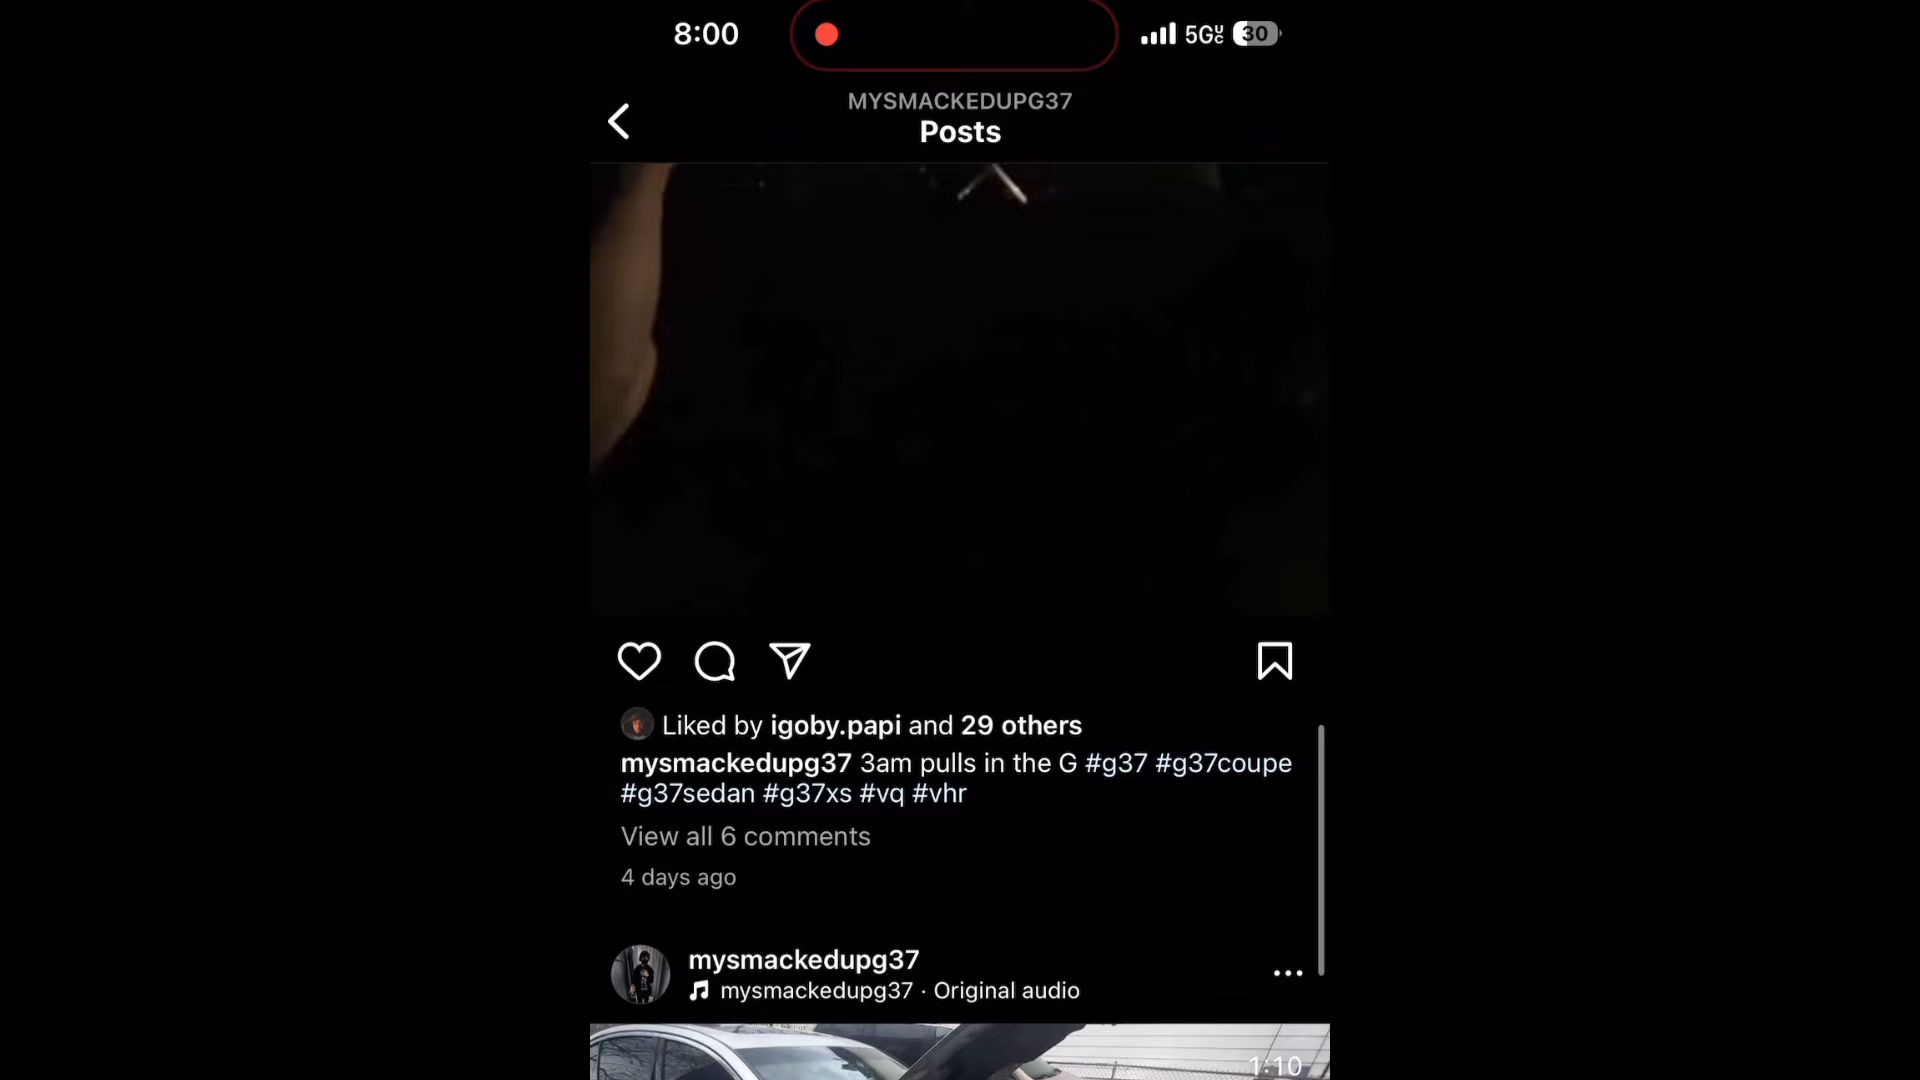 8:00
5G 30
MYSMACKEDUPG37
Posts
Liked by igoby.papi and 29 others
mysmackedupg37 3am pulls in the G #g37 #g37coupe
#g37sedan #g37xs #vq #vhr
View all 6 comments
4 days ago
mysmackedupg37
mysmackedupg37 · Original audio
1:10